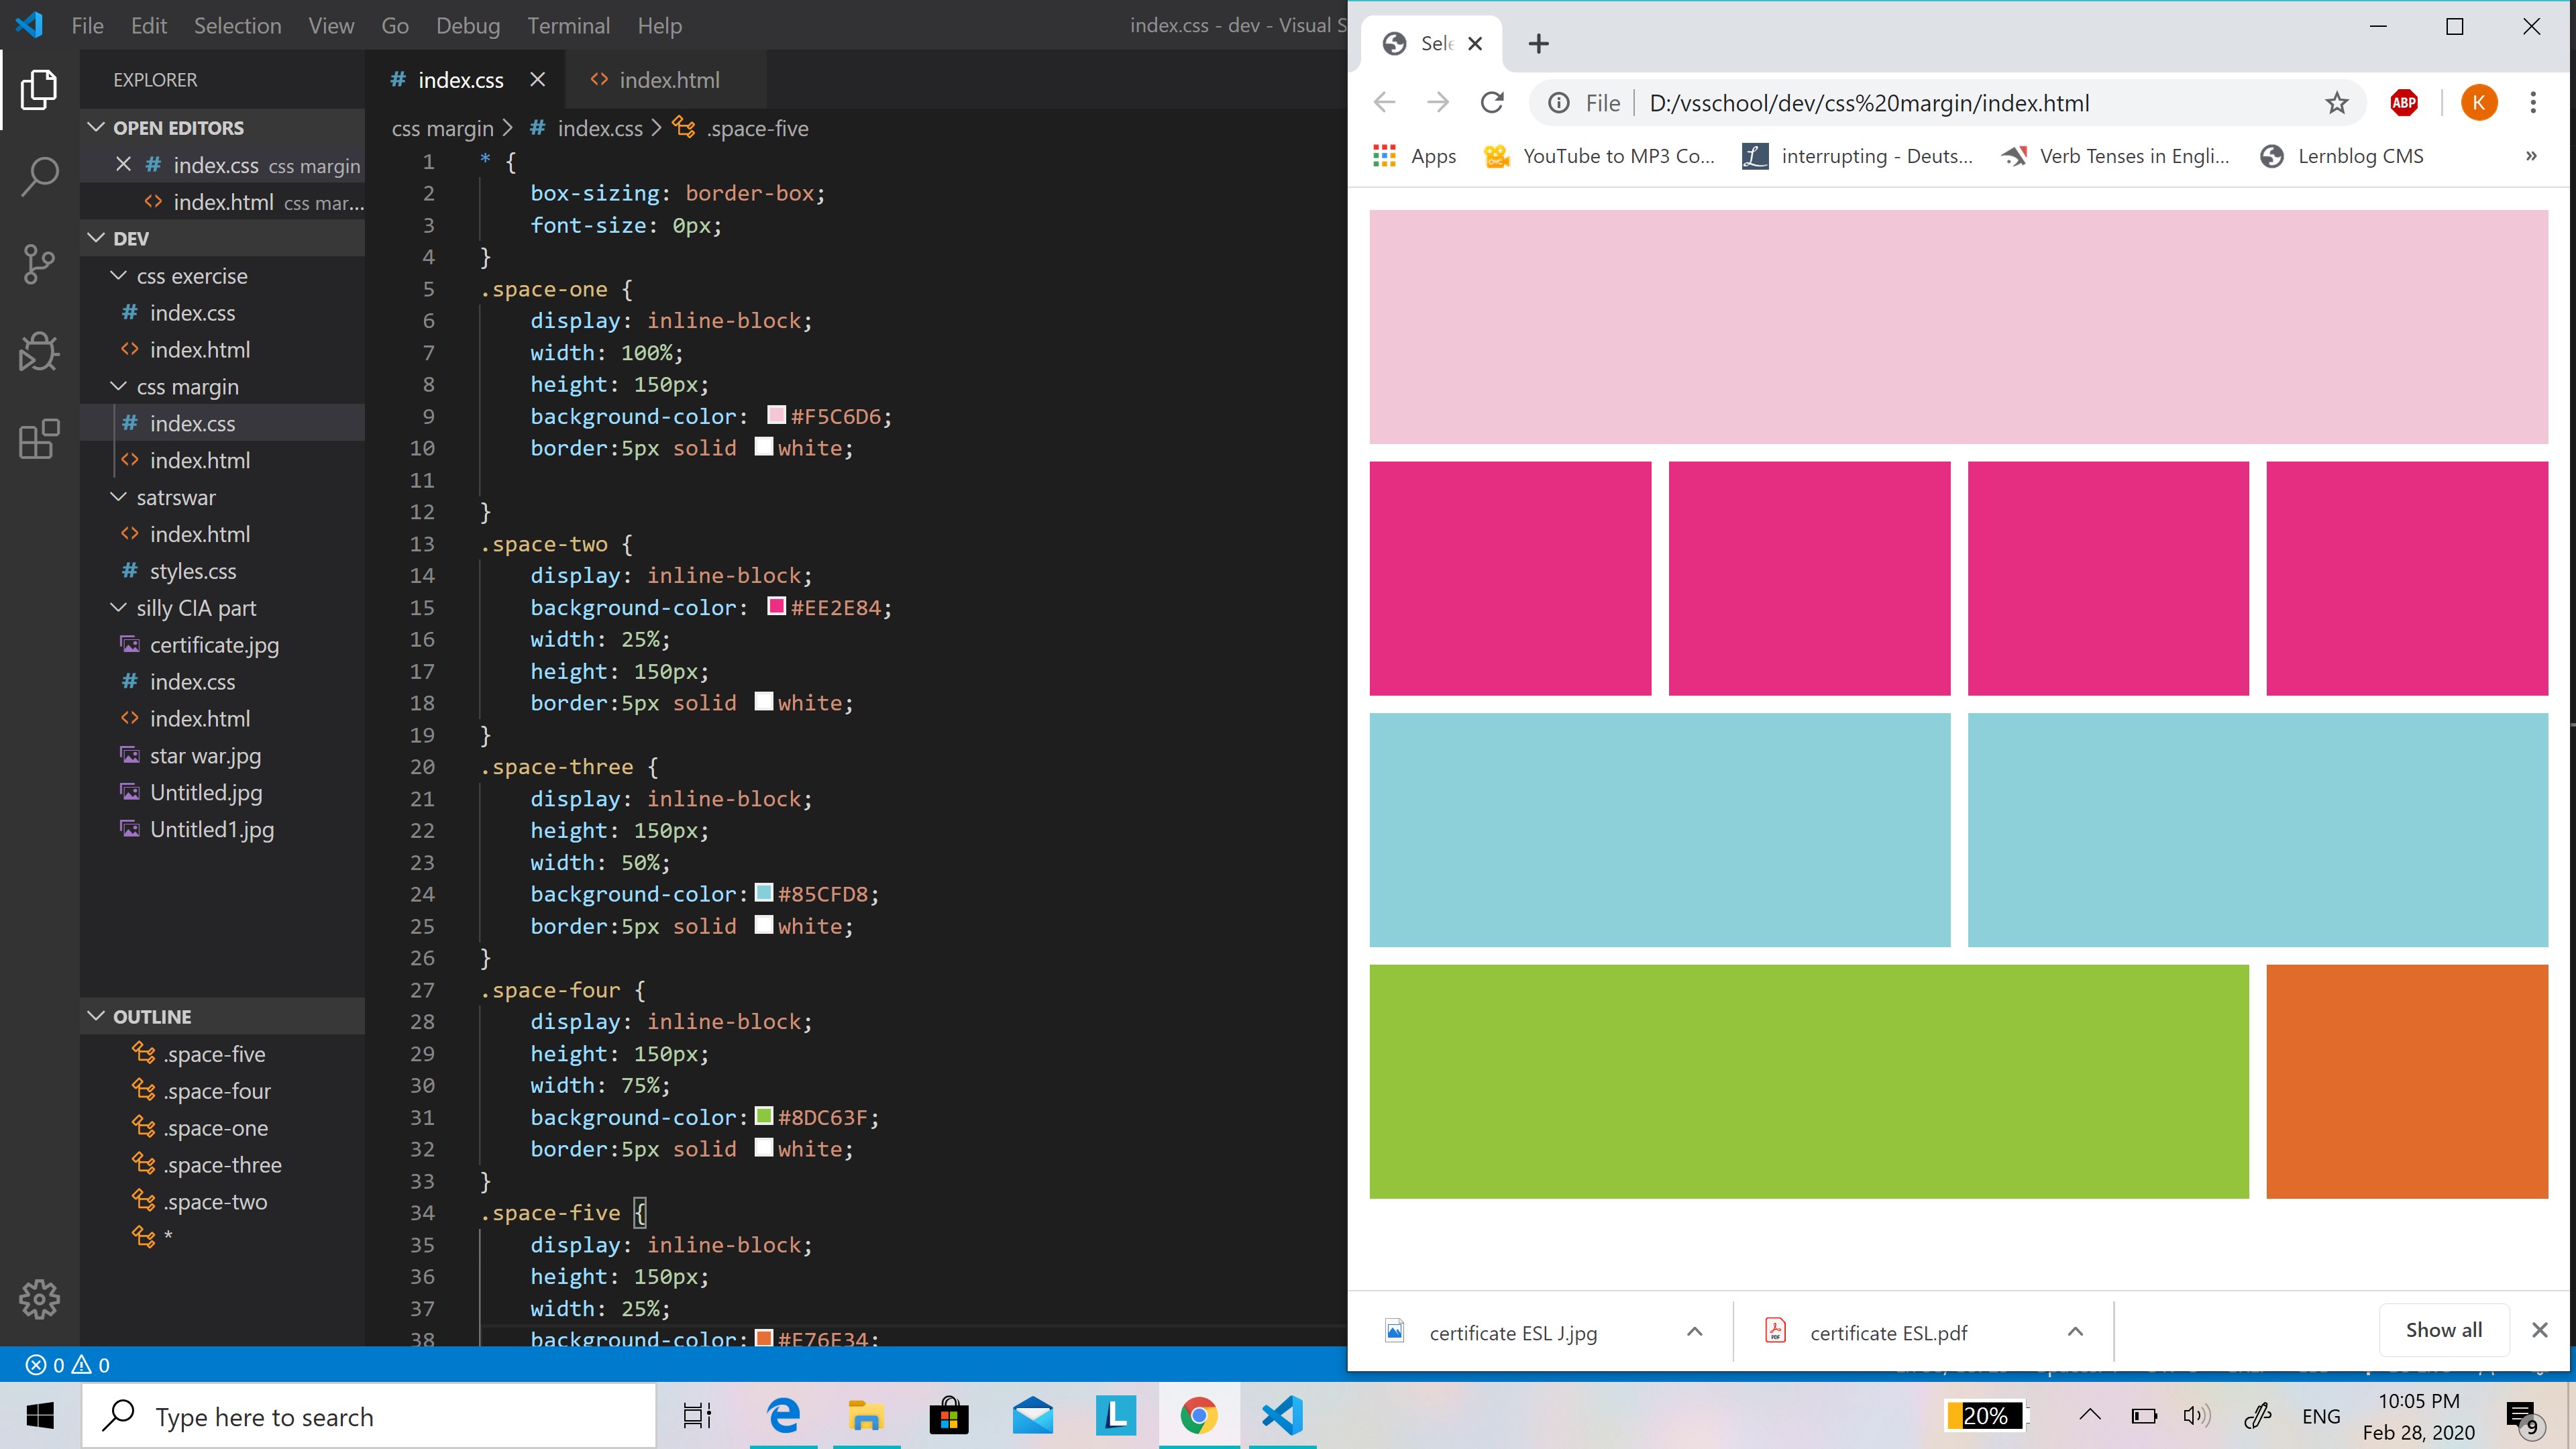 File Edit Selection View Go Debug Terminal Help
index.css - dev - Visual S
EXPLORER
OPEN EDITORS
index.css css margin
index.html css mar...
DEV
css exercise
index.css
index.html
css margin
index.css
index.html
satrswar
index.html
styles.css
silly CIA part
certificate.jpg
index.css
index.html
star war.jpg
Untitled.jpg
Untitled1.jpg
OUTLINE
.space-five
.space-four
.space-one
.space-three
.space-two
*
index.css
index.html
css margin > # index.css > .space-five
1 * {
2 box-sizing: border-box;
3 font-size: 0px;
4 }
5 .space-one {
6 display: inline-block;
7 width: 100%;
8 height: 150px;
9 background-color: #F5C6D6;
10 border:5px solid white;
11
12 }
13 .space-two {
14 display: inline-block;
15 background-color: #EE2E84;
16 width: 25%;
17 height: 150px;
18 border:5px solid white;
19 }
20 .space-three {
21 display: inline-block;
22 height: 150px;
23 width: 50%;
24 background-color: #85CFD8;
25 border:5px solid white;
26 }
27 .space-four {
28 display: inline-block;
29 height: 150px;
30 width: 75%;
31 background-color: #8DC63F;
32 border:5px solid white;
33 }
34 .space-five {
35 display: inline-block;
36 height: 150px;
37 width: 25%;
38 background-color: #E76E34;
0 0
Sele
File D:/vsschool/dev/css%20margin/index.html
ABP
K
Apps
YouTube to MP3 Co...
interrupting - Deuts...
Verb Tenses in Engli...
Lernblog CMS
»
certificate ESL J.jpg
certificate ESL.pdf
Show all
Type here to search
L
20%
ENG
10:05 PM
Feb 28, 2020
9